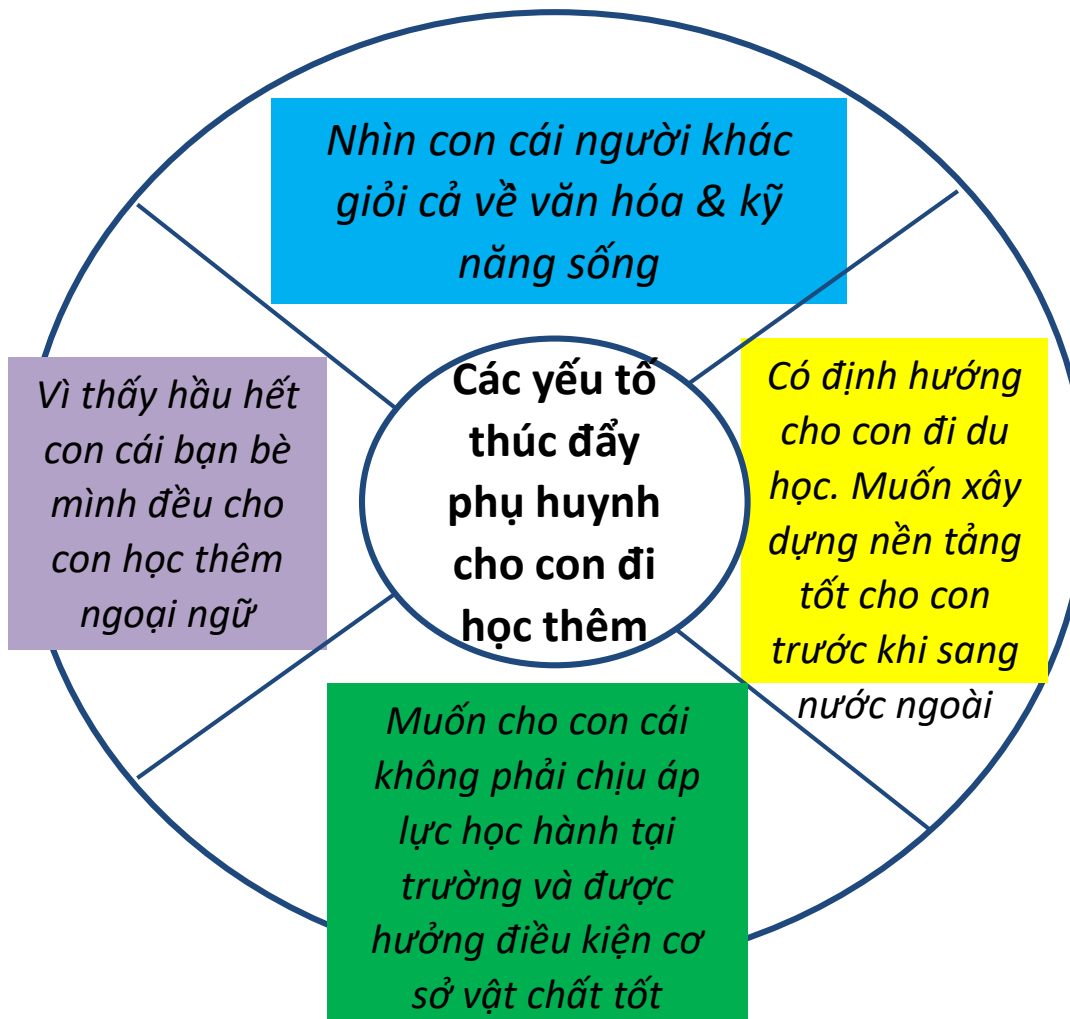 Nhìn con cái người khác
giỏi cả về văn hóa & kỹ
năng sống
Vì thấy hầu hết
con cái bạn bè
mình đều cho
con học thêm
ngoại ngữ
Các yếu tố
thúc đẩy
phụ huynh
cho con đi
học thêm
Có định hướng
cho con đi du
học. Muốn xây
dựng nền tảng
tốt cho con
trước khi sang
nước ngoài
Muốn cho con cái
không phải chịu áp
lực học hành tại
trường và được
hưởng điều kiện cơ
sở vật chất tốt